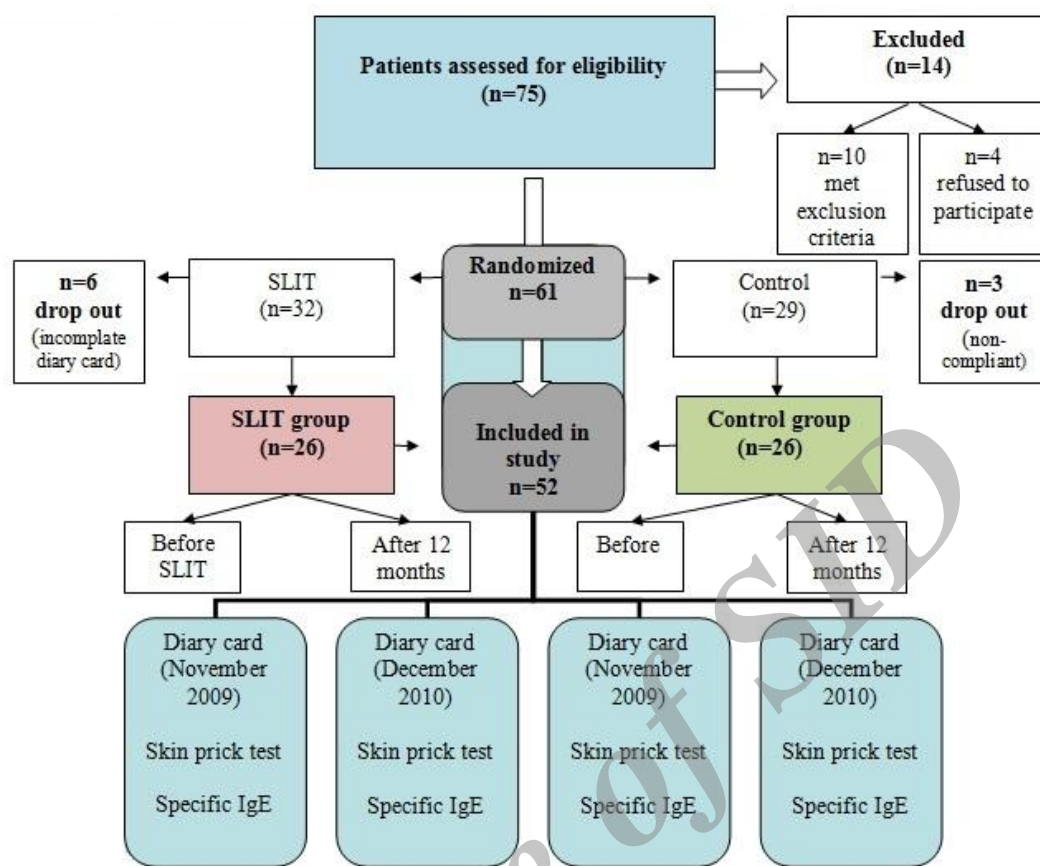 Patients assessed for eligibility
(n=75)
Excluded
(n=14)
n=10
met
exclusion
criteria
n=4
refused to
participate
Randomized
n=61
SLIT
(n=32)
n=6
drop out
(incomplate
diary card)
Control
(n=29)
n=3
drop out
(non-
compliant)
SLIT group
(n=26)
Included in
study
n=52
Control group
(n=26)
Before
SLIT
After 12
months
Before
After 12
months
Diary card
(November
2009)
Skin prick test
Specific IgE
Diary card
(December
2010)
Skin prick test
Specific IgE
Diary card
(November
2009)
Skin prick test
Specific IgE
Diary card
(December
2010)
Skin prick test
Specific IgE
of SID